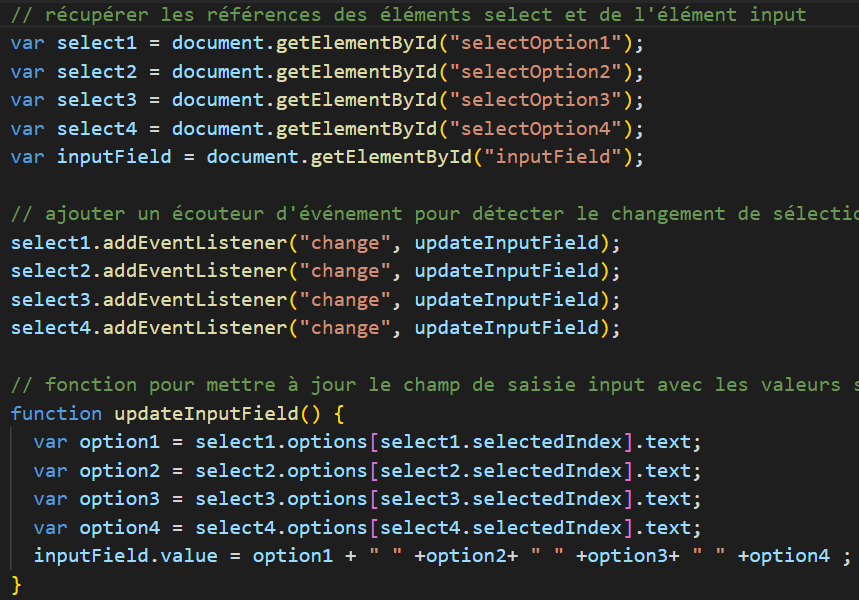 // récupérer les références des éléments select et de l'élément input
var select1 = document.getElementById("selectOption1");
var select2 = document.getElementById("selectOption2");
var select3 = document.getElementById("selectOption3");
var select4 = document.getElementById("selectOption4");
var inputField = document.getElementById("inputField");
// ajouter un écouteur d'événement pour détecter le changement de sélectio
select1.addEventListener("change", updateInputField);
select2.addEventListener("change", updateInputField);
select3.addEventListener("change", updateInputField);
select4.addEventListener("change", updateInputField);
// fonction pour mettre à jour le champ de saisie input avec les valeurs s
function updateInputField() {
var option1 = select1.options[select1.selectedIndex].text;
var option2 = select2.options[select2.selectedIndex].text;
var option3 = select3.options[select3.selectedIndex].text;
var option4 = select4.options[select4.selectedIndex].text;
inputField.value = option1 + " " +option2+ " " +option3+ " " +option4 ;
}